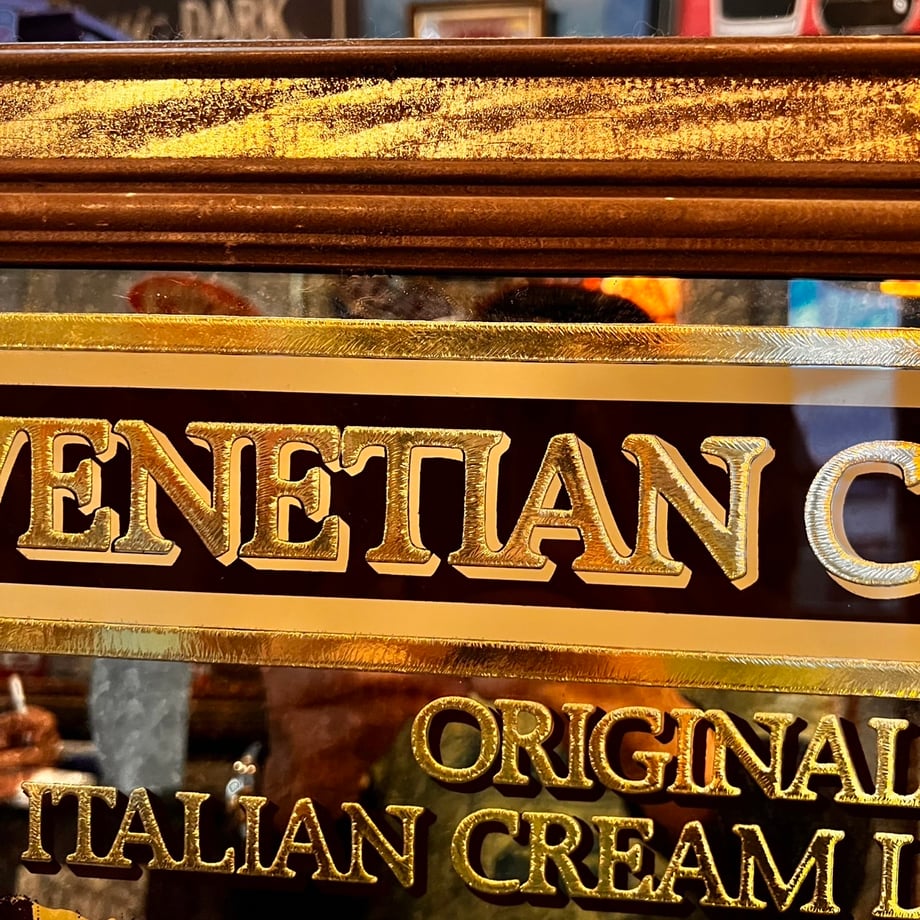 DARK
VENETIAN C
ORIGINAL
ITALIAN CREAM L